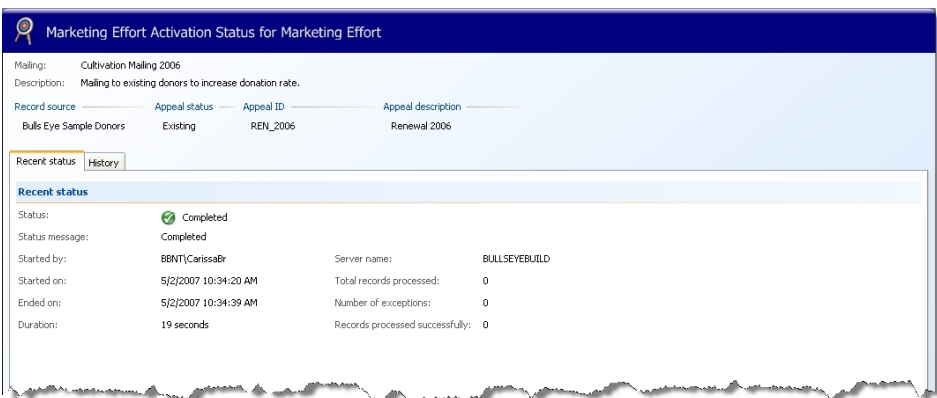 Marketing Effort Activation Status for Marketing Effort
Mailing: Cultivation Mailing 2006
Description: Mailing to existing donors to increase donation rate.
Record source Appeal status Appeal ID Appeal description
Bulls Eye Sample Donors Existing REN_2006 Renewal 2006
Recent status History
Recent status
Status: Completed
Status message: Completed
Started by: BBNT\CarissaBr Server name: BULLSEYEBUILD
Started on: 5/2/2007 10:34:20 AM Total records processed: 0
Ended on: 5/2/2007 10:34:39 AM Number of exceptions: 0
Duration: 19 seconds Records processed successfully: 0